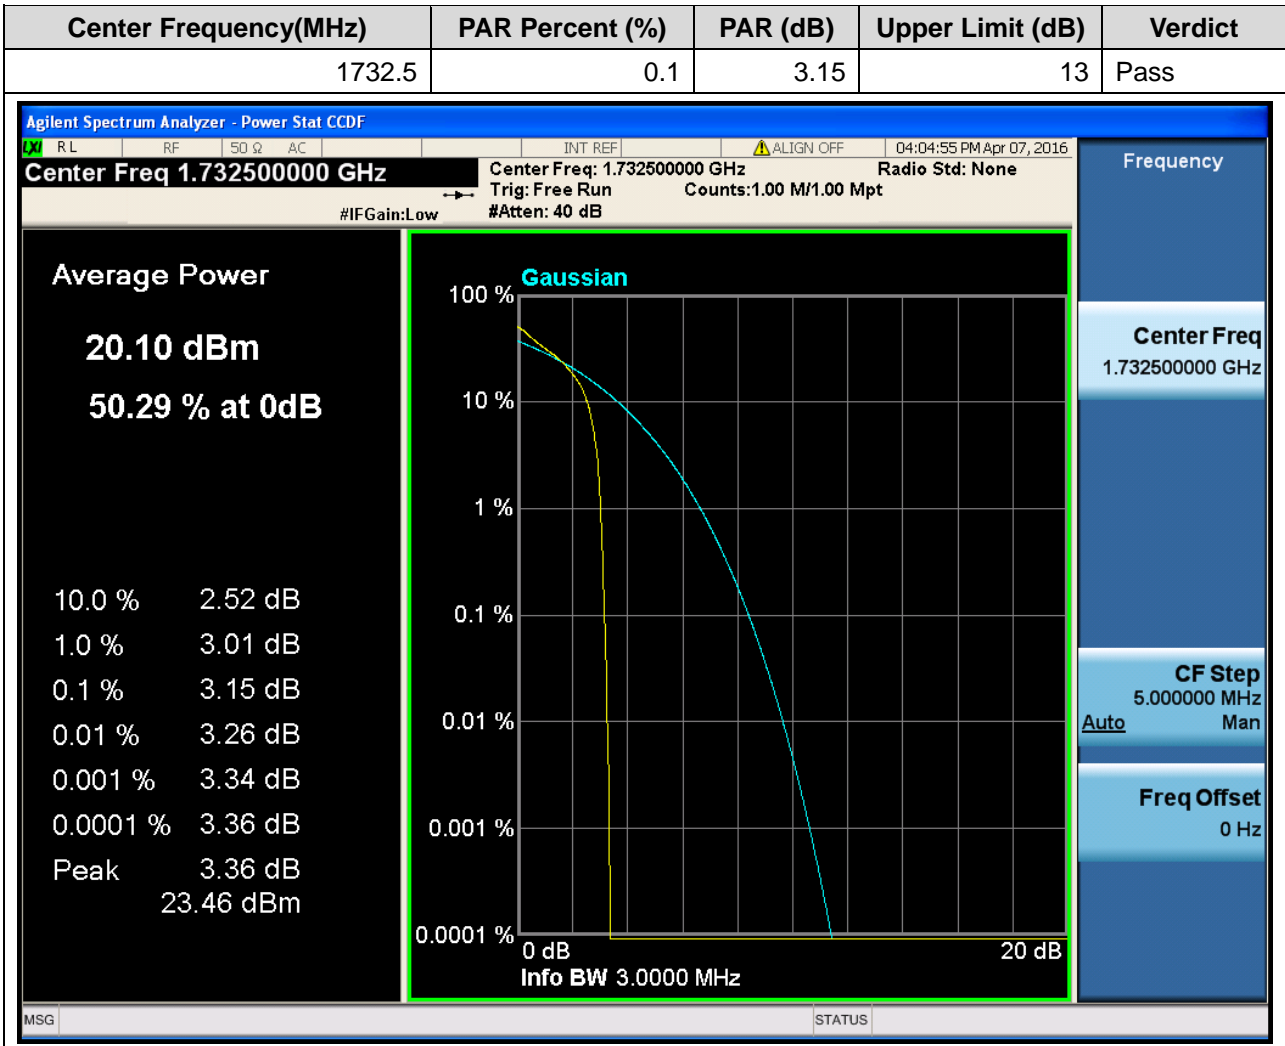 Center Frequency(MHz) PAR Percent (%) PAR (dB) Upper Limit (dB) Verdict
1732.5 0.1 3.15 13 Pass
Agilent Spectrum Analyzer - Power Stat CCDF
LXI RL RF 50 Ω AC INT REF ALIGN OFF 04:04:55 PM Apr 07, 2016
Center Freq 1.732500000 GHz
Center Freq: 1.732500000 GHz Radio Std: None
Trig: Free Run Counts:1.00 M/1.00 Mpt
#IFGain:Low #Atten: 40 dB
Average Power
20.10 dBm
50.29 % at 0dB
10.0 % 2.52 dB
1.0 % 3.01 dB
0.1 % 3.15 dB
0.01 % 3.26 dB
0.001 % 3.34 dB
0.0001 % 3.36 dB
Peak 3.36 dB
23.46 dBm
Gaussian
100 %
10 %
1 %
0.1 %
0.01 %
0.001 %
0.0001 %
0 dB 20 dB
Info BW 3.0000 MHz
Frequency
Center Freq
1.732500000 GHz
CF Step
5.000000 MHz
Auto Man
Freq Offset
0 Hz
MSG STATUS